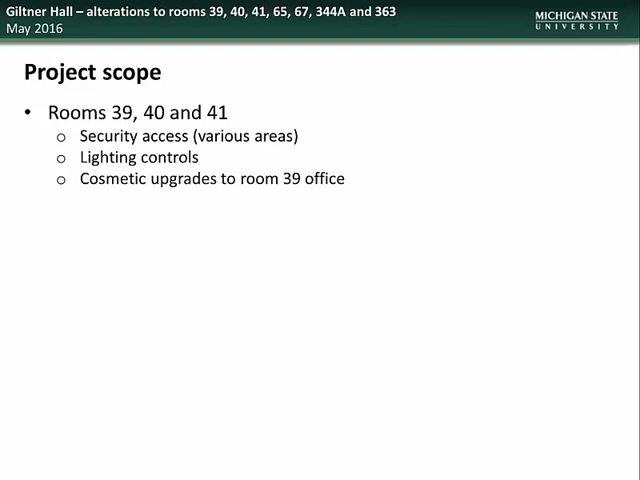 Giltner Hall – alterations to rooms 39, 40, 41, 65, 67, 344A and 363
May 2016
MICHIGAN STATE
UNIVERSITY
Project scope
• Rooms 39, 40 and 41
o Security access (various areas)
o Lighting controls
o Cosmetic upgrades to room 39 office